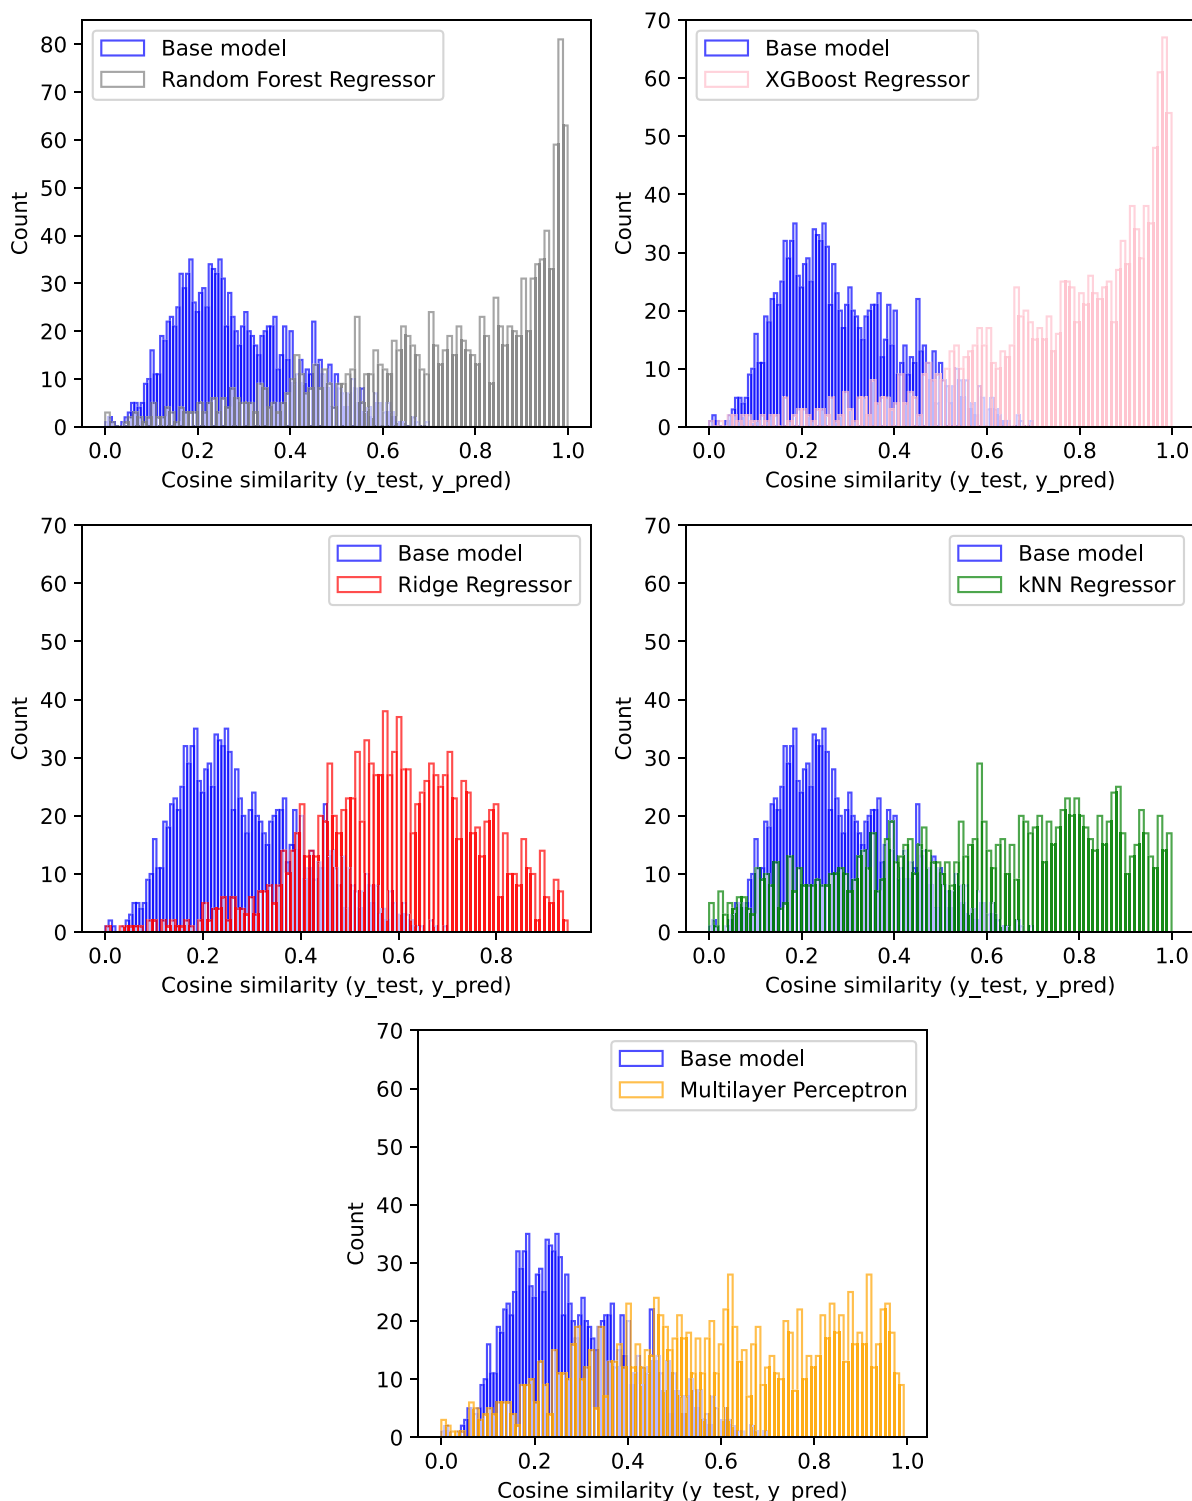 Base model
Random Forest Regressor
Count
80
70
60
50
40
30
20
10
0
0.0 0.2 0.4 0.6 0.8 1.0
Cosine similarity (y_test, y_pred)
Base model
XGBoost Regressor
Count
70
60
50
40
30
20
10
0
0.0 0.2 0.4 0.6 0.8 1.0
Cosine similarity (y_test, y_pred)
Base model
Ridge Regressor
Count
70
60
50
40
30
20
10
0
0.0 0.2 0.4 0.6 0.8
Cosine similarity (y_test, y_pred)
Base model
kNN Regressor
Count
70
60
50
40
30
20
10
0
0.0 0.2 0.4 0.6 0.8 1.0
Cosine similarity (y_test, y_pred)
Base model
Multilayer Perceptron
Count
70
60
50
40
30
20
10
0
0.0 0.2 0.4 0.6 0.8 1.0
Cosine similarity (y_test, y_pred)